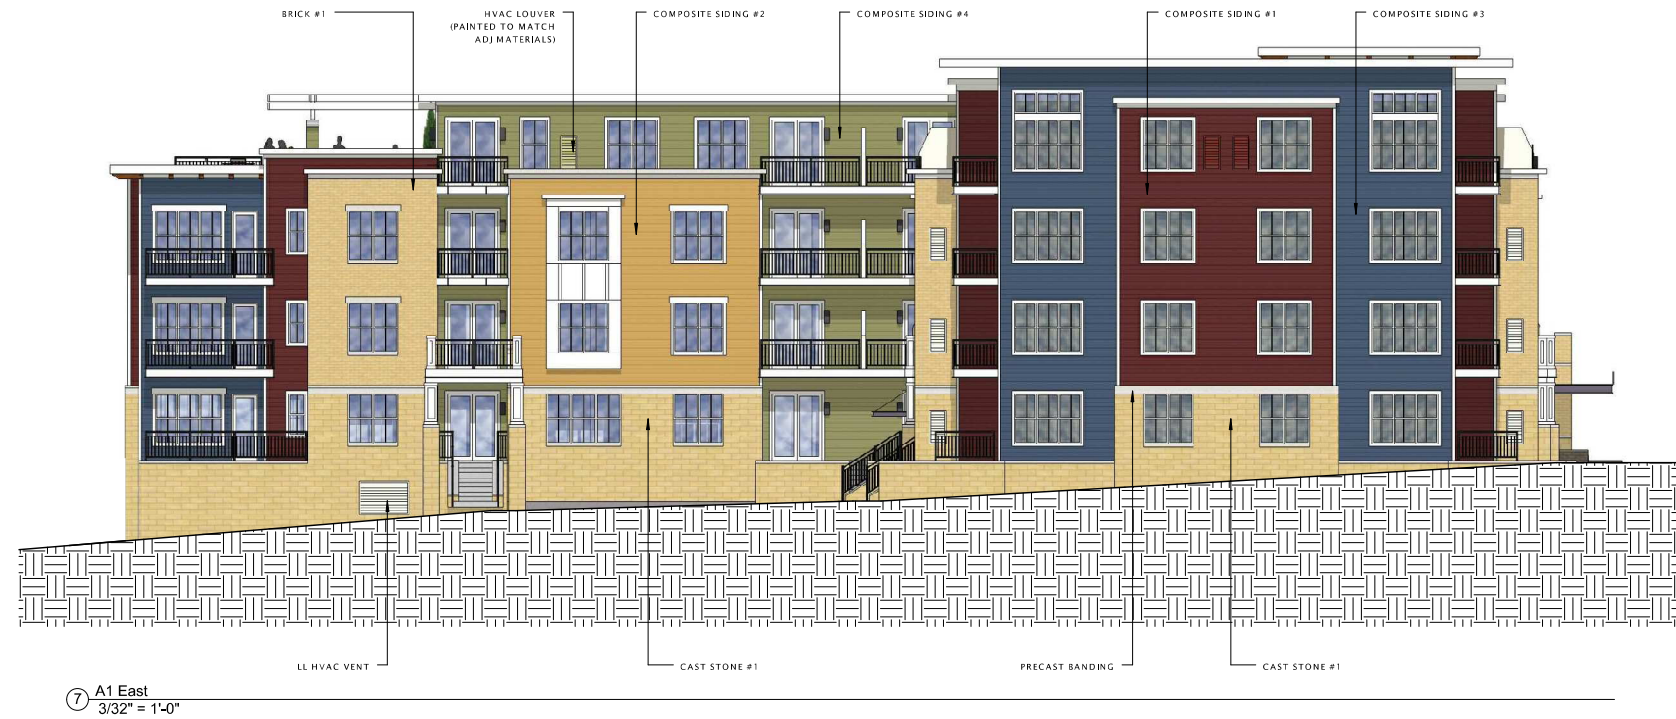 BRICK #1
HVAC LOUVER
(PAINTED TO MATCH
ADJ MATERIALS)
COMPOSITE SIDING #2
COMPOSITE SIDING #4
COMPOSITE SIDING #1
COMPOSITE SIDING #3
LL HVAC VENT
CAST STONE #1
PRECAST BANDING
CAST STONE #1
7
A1 East
3/32" = 1'-0"